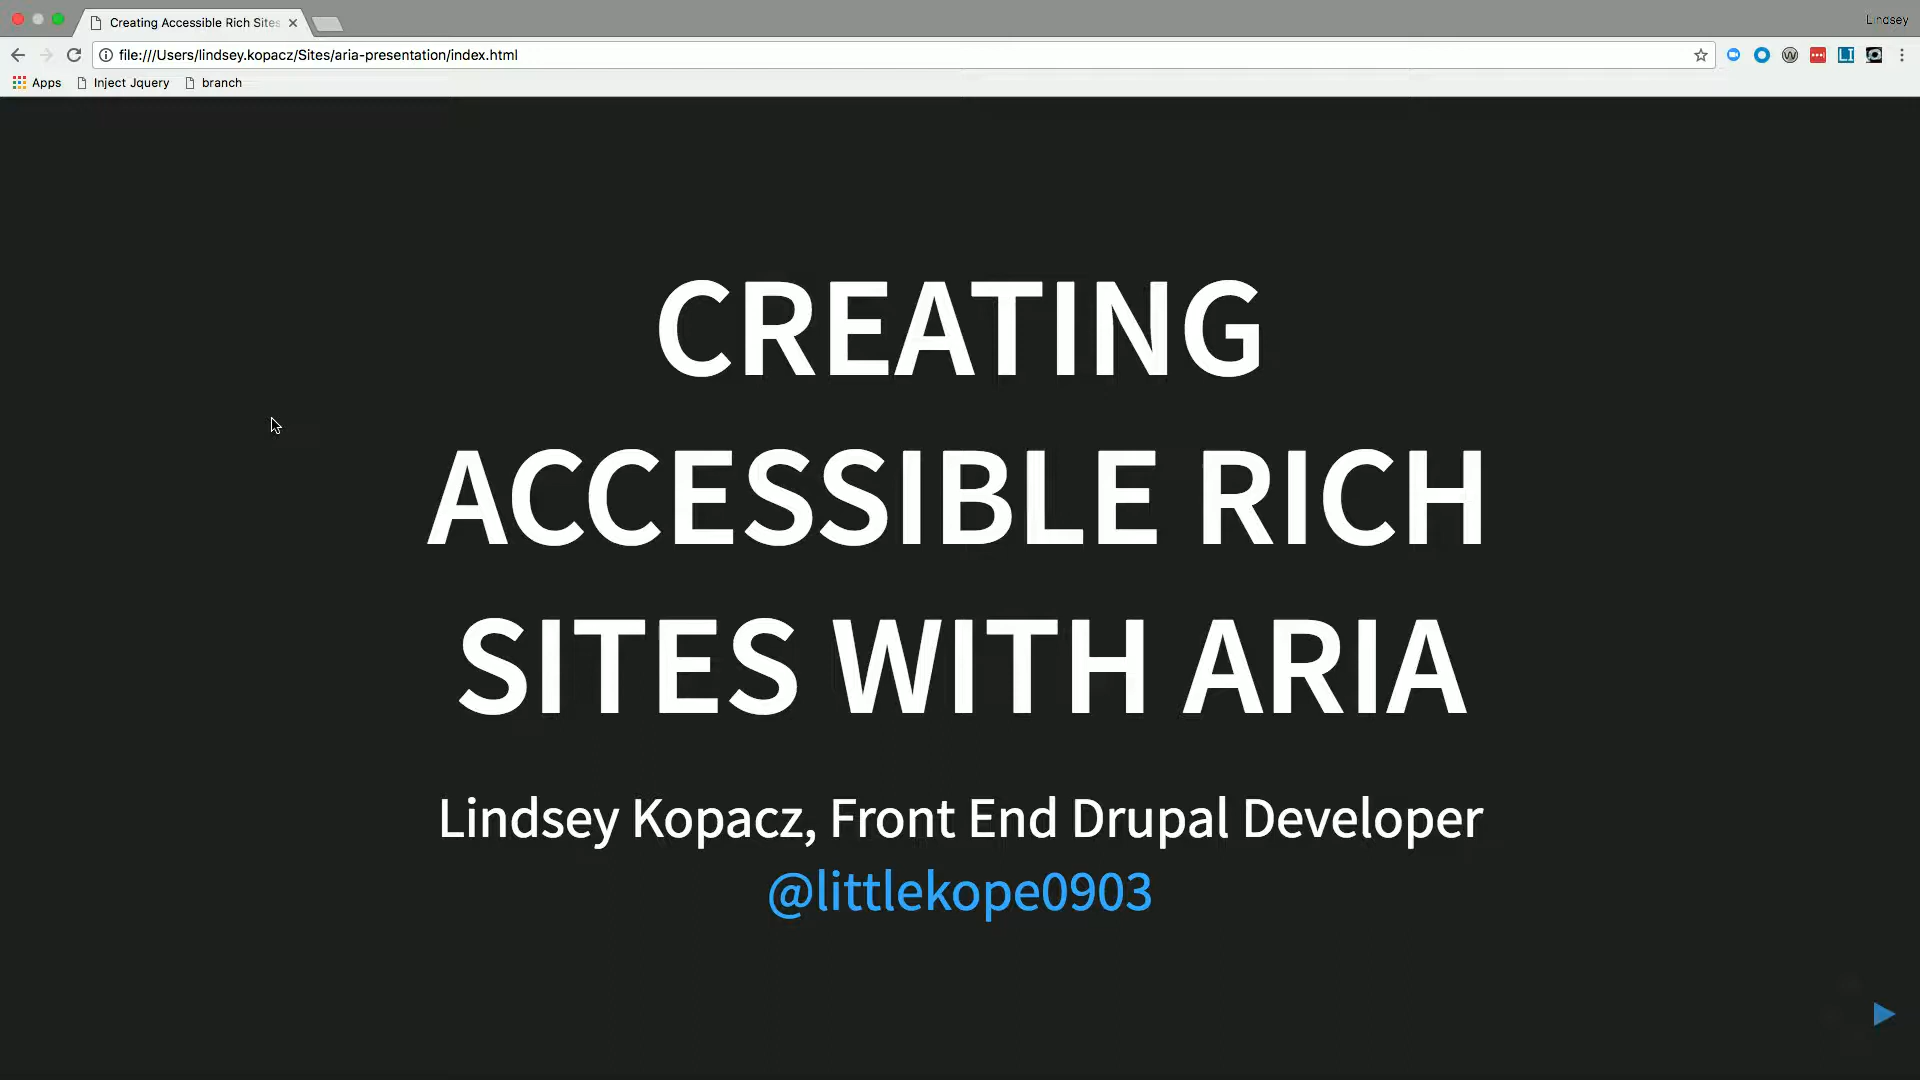 Creating Accessible Rich Sites
Lindsey
file:///Users/lindsey.kopacz/Sites/aria-presentation/index.html
Apps
Inject Jquery
branch
CREATING
ACCESSIBLE RICH
SITES WITH ARIA
Lindsey Kopacz, Front End Drupal Developer
@littlekope0903